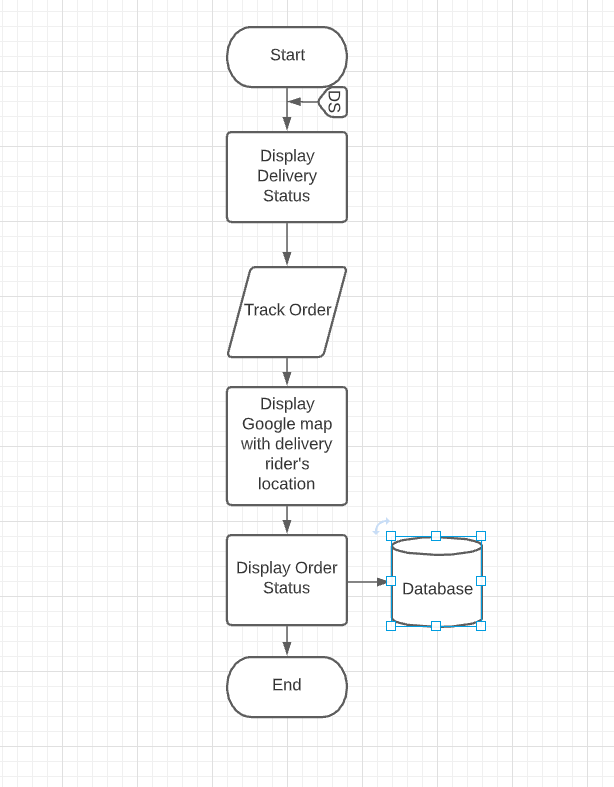 Start
DS
Display
Delivery
Status
Track Order
Display
Google map
with delivery
rider's
location
Display Order
Status
Database
End